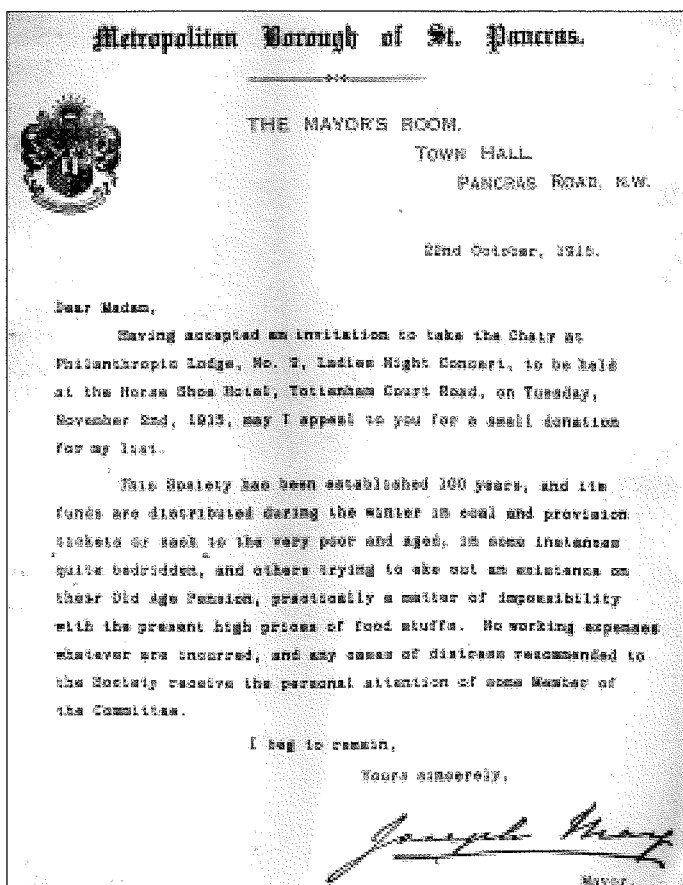 Metropolitan Borough of St. Pancras.
THE MAYOR'S ROOM,
TOWN HALL
PANCRAS ROAD, N.W.
22nd October, 1915.
Dear Madam,
Having accepted an invitation to take the Chair at
Philanthropic Lodge, No. 9, Ladies Night Concert, to be held
at the Horse Shoe Hotel, Tottenham Court Road, on Tuesday,
November 2nd, 1915, may I appeal to you for a small donation
for my list.
This Society has been established 100 years, and its
funds are distributed during the winter in coal and provision
tickets or cash to the very poor and aged, in some instances
quite bedridden, and others trying to eke out an existence on
their Old Age Pension, practically a matter of impossibility
with the present high prices of food stuffs. No working expenses
whatever are incurred, and any cases of distress recommended to
the Society receive the personal attention of some Member of
the Committee.
I beg to remain,
Yours sincerely,
Joseph May
Mayor.